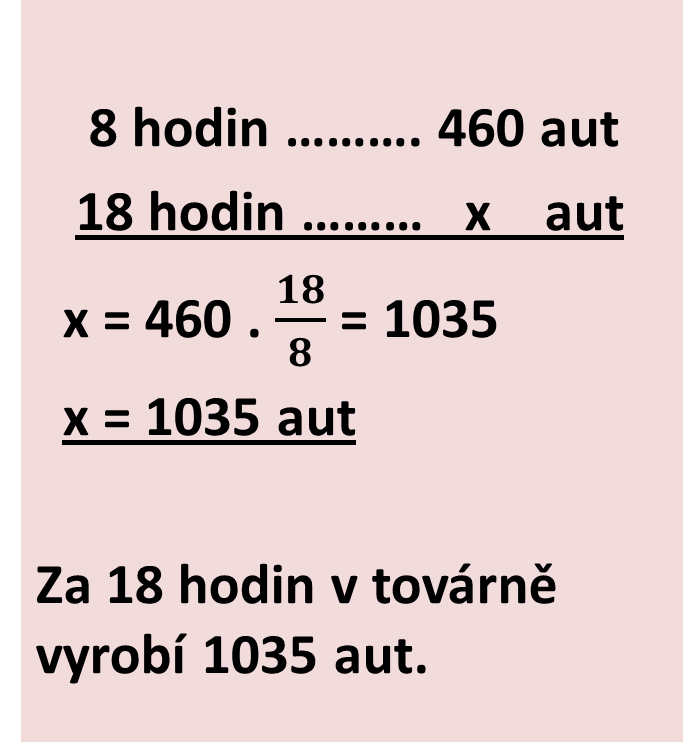 8 hodin ………. 460 aut
18 hodin ……… x aut
x = 460 . 18/8 = 1035
x = 1035 aut
Za 18 hodin v továrně
vyrobí 1035 aut.